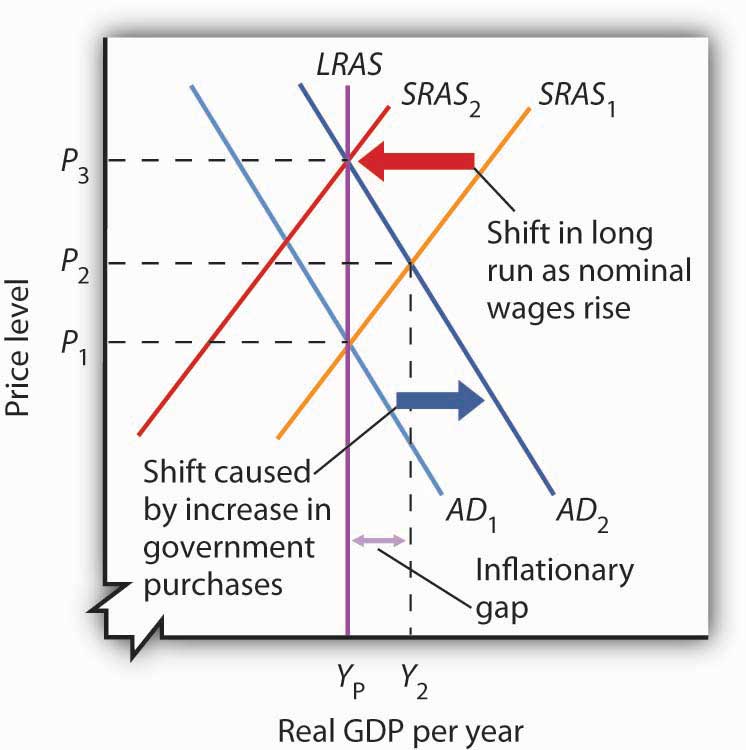 LRAS
SRAS2
SRAS1
P3
Shift in long
run as nominal
wages rise
P2
P1
Price level
Shift caused
by increase in
government
purchases
AD1
AD2
Inflationary
gap
YP
Y2
Real GDP per year